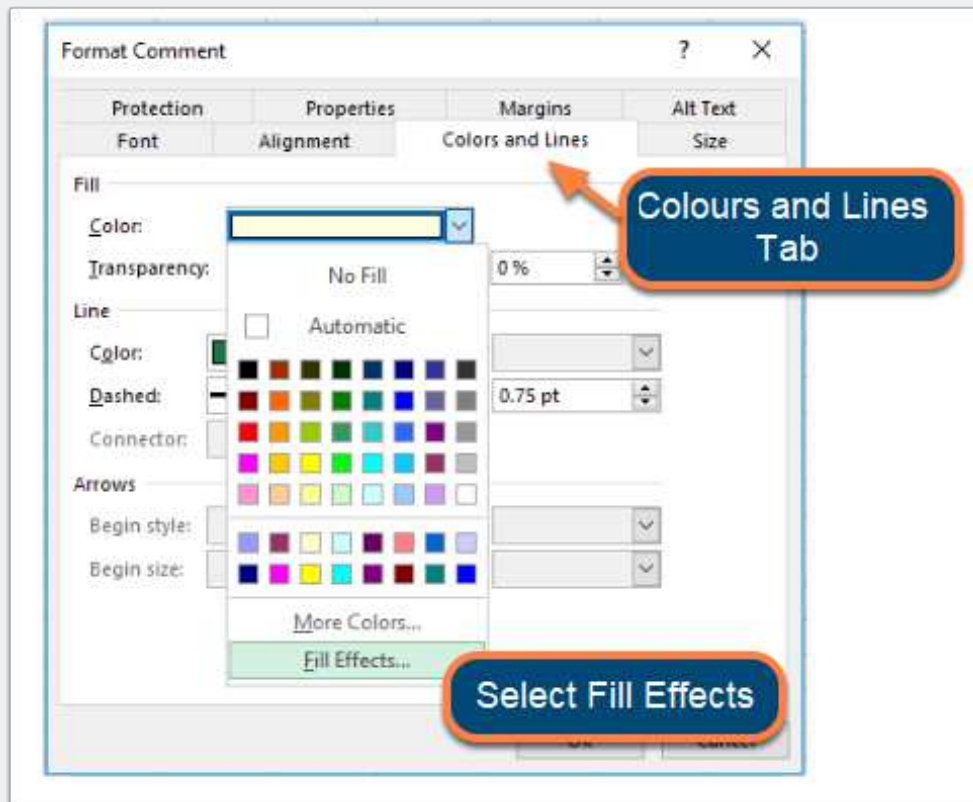 Format Comment ? X
Protection Properties Margins Alt Text
Font Alignment Colors and Lines Size
Fill
Color:
Colours and Lines
Tab
Transparency: 0 %
No Fill
Line
Automatic
Color:
Dashed: 0.75 pt
Connector:
Arrows
Begin style:
Begin size:
More Colors...
Fill Effects...
Select Fill Effects